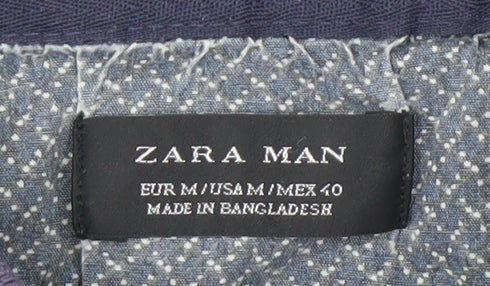 ZARA MAN
EUR M / USA M / MEX 40
MADE IN BANGLADESH